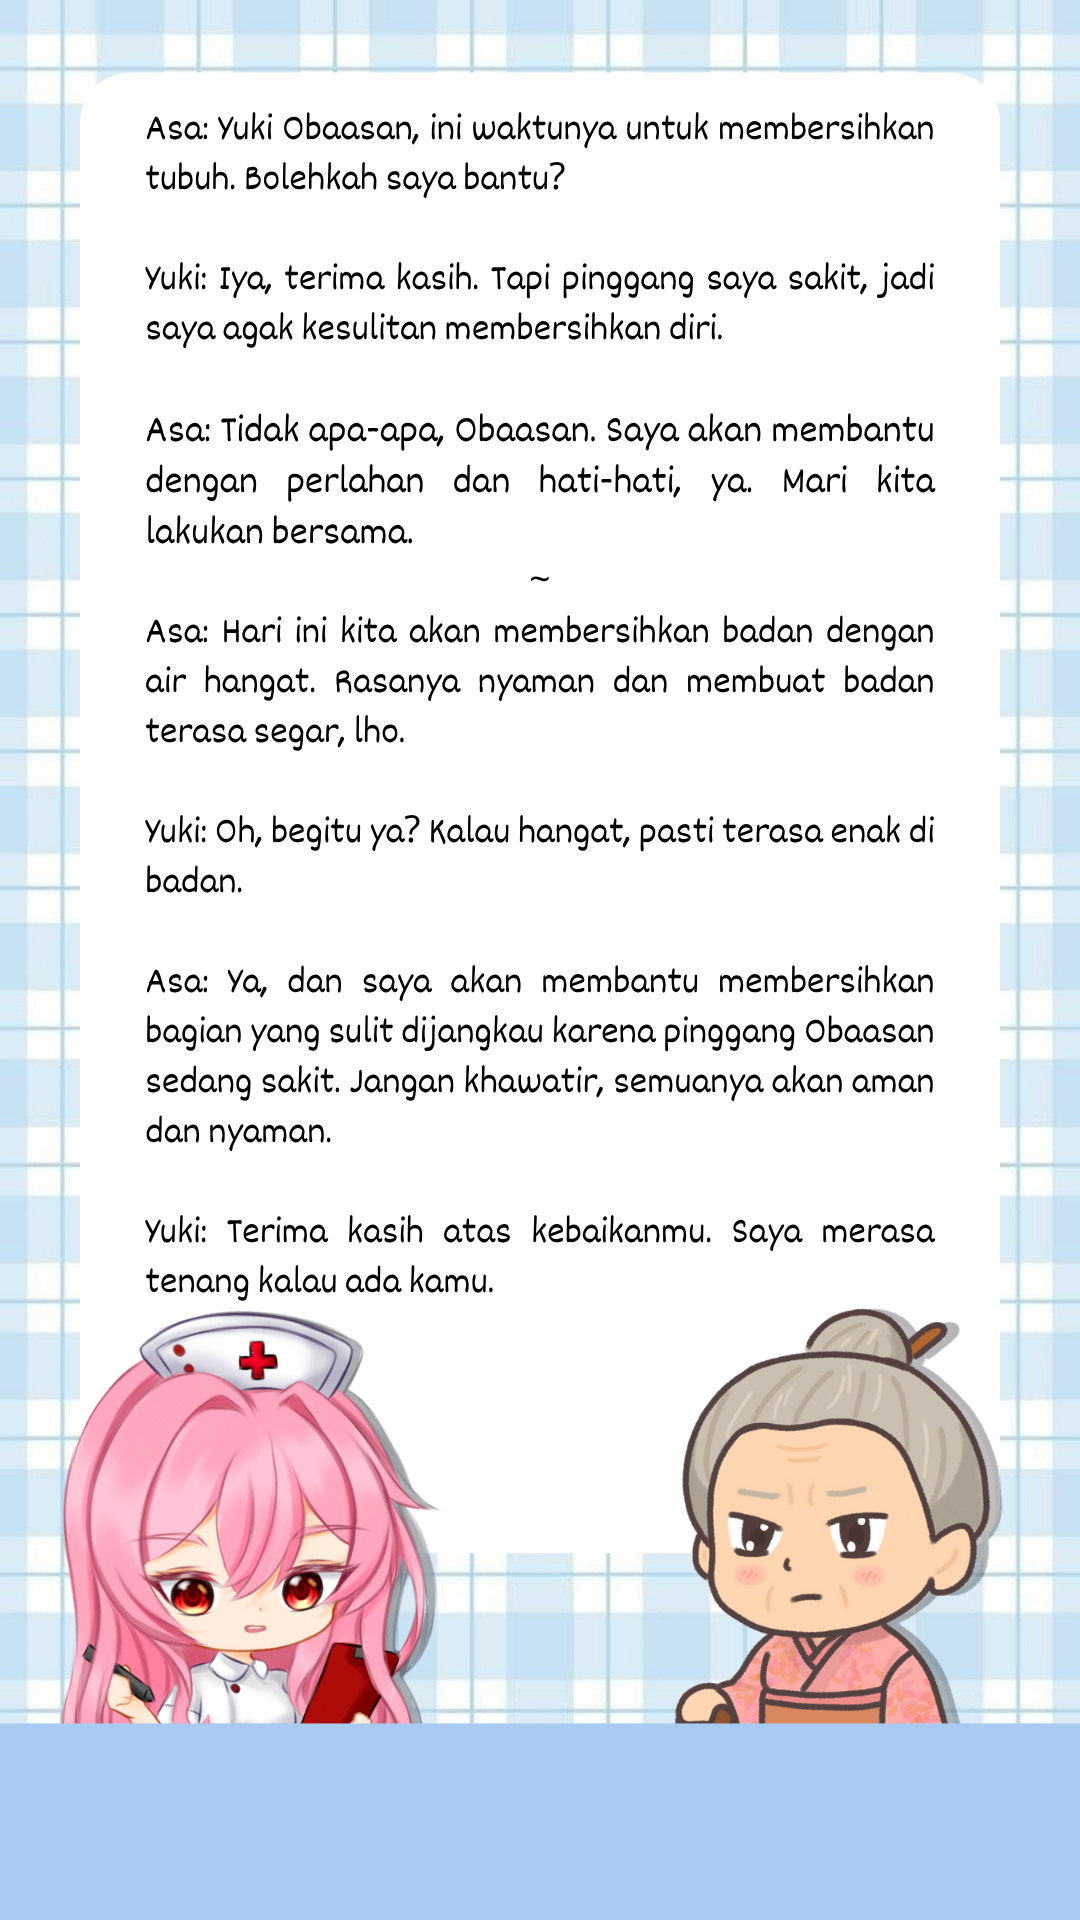 Asa: Yuki Obaasan, ini waktunya untuk membersihkan
tubuh. Bolehkah saya bantu?
Yuki: Iya, terima kasih. Tapi pinggang saya sakit, jadi
saya agak kesulitan membersihkan diri.
Asa: Tidak apa-apa, Obaasan. Saya akan membantu
dengan perlahan dan hati-hati, ya. Mari kita
lakukan bersama.
~
Asa: Hari ini kita akan membersihkan badan dengan
air hangat. Rasanya nyaman dan membuat badan
terasa segar, lho.
Yuki: Oh, begitu ya? Kalau hangat, pasti terasa enak di
badan.
Asa: Ya, dan saya akan membantu membersihkan
bagian yang sulit dijangkau karena pinggang Obaasan
sedang sakit. Jangan khawatir, semuanya akan aman
dan nyaman.
Yuki: Terima kasih atas kebaikanmu. Saya merasa
tenang kalau ada kamu.